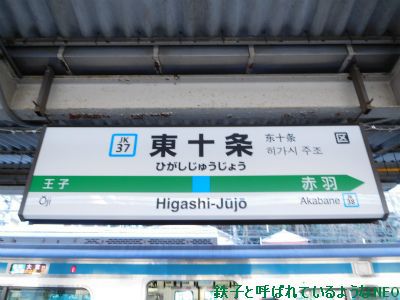 JK
37
東十条
ひがしじゅうじょう
东十条
히가시 주조
区
王子
Ōji
Higashi-Jūjō
赤羽
Akabane
38
鉄子と呼ばれているようなNEO